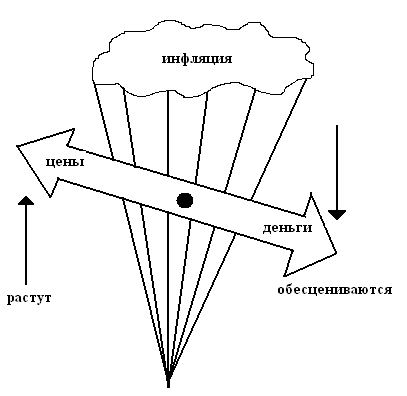 инфляция
цены
деньги
обесцениваются
растут